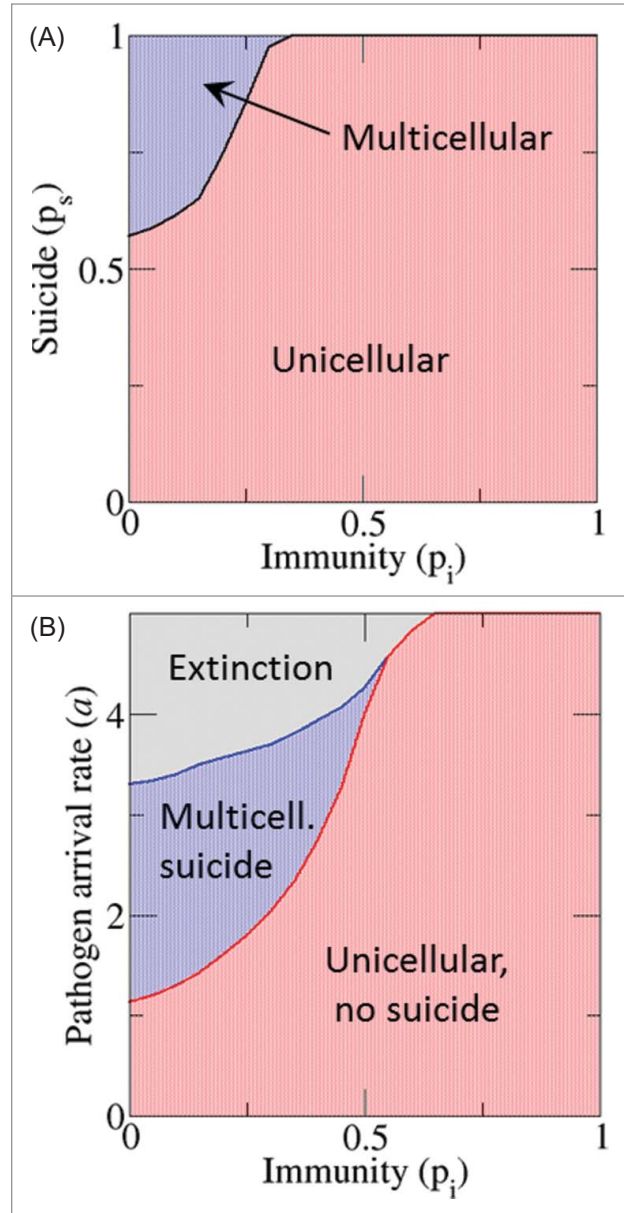 (A)
1
Multicellular
Suicide (pₛ)
0.5
Unicellular
0
0
0.5
1
Immunity (pᵢ)
(B)
Extinction
4
Multicell.
suicide
Pathogen arrival rate (a)
2
Unicellular,
no suicide
0
0
0.5
1
Immunity (pᵢ)